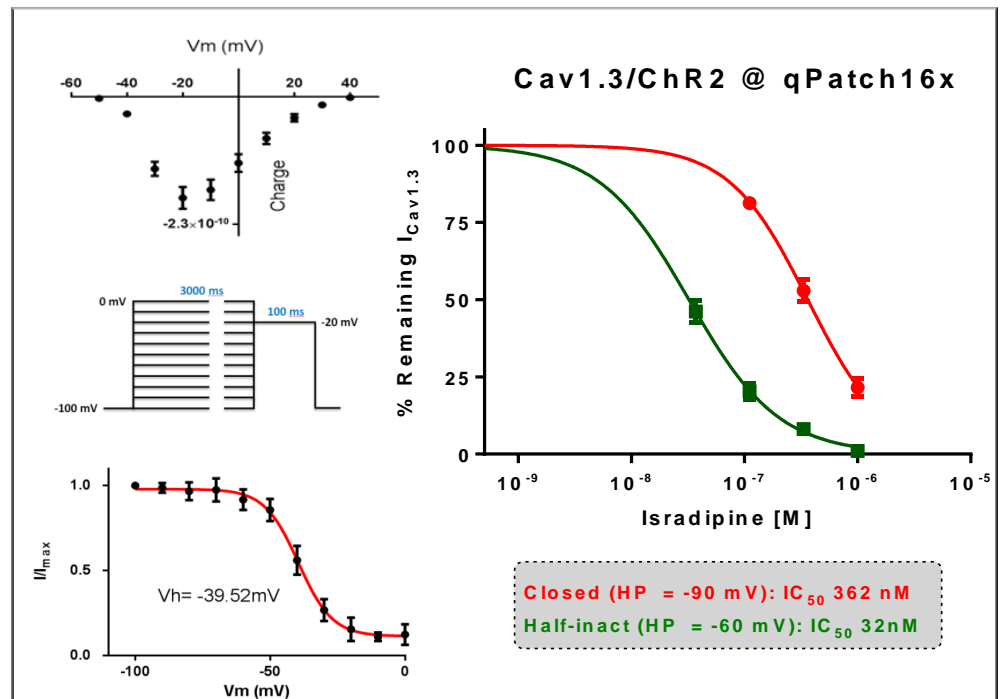 Vm (mV)
-60 -40 -20 0 20 40
Charge
-2.3×10⁻¹⁰
3000 ms
0 mV
100 ms
-20 mV
-100 mV
1.0
0.5
0.0
I/Imax
Vh= -39.52mV
-100 -50 0
Vm (mV)
Cav1.3/ChR2 @ qPatch16x
% Remaining I Cav1.3
100
75
50
25
0
10⁻⁹ 10⁻⁸ 10⁻⁷ 10⁻⁶ 10⁻⁵
Isradipine [M]
Closed (HP = -90 mV): IC₅₀ 362 nM
Half-inact (HP = -60 mV): IC₅₀ 32nM